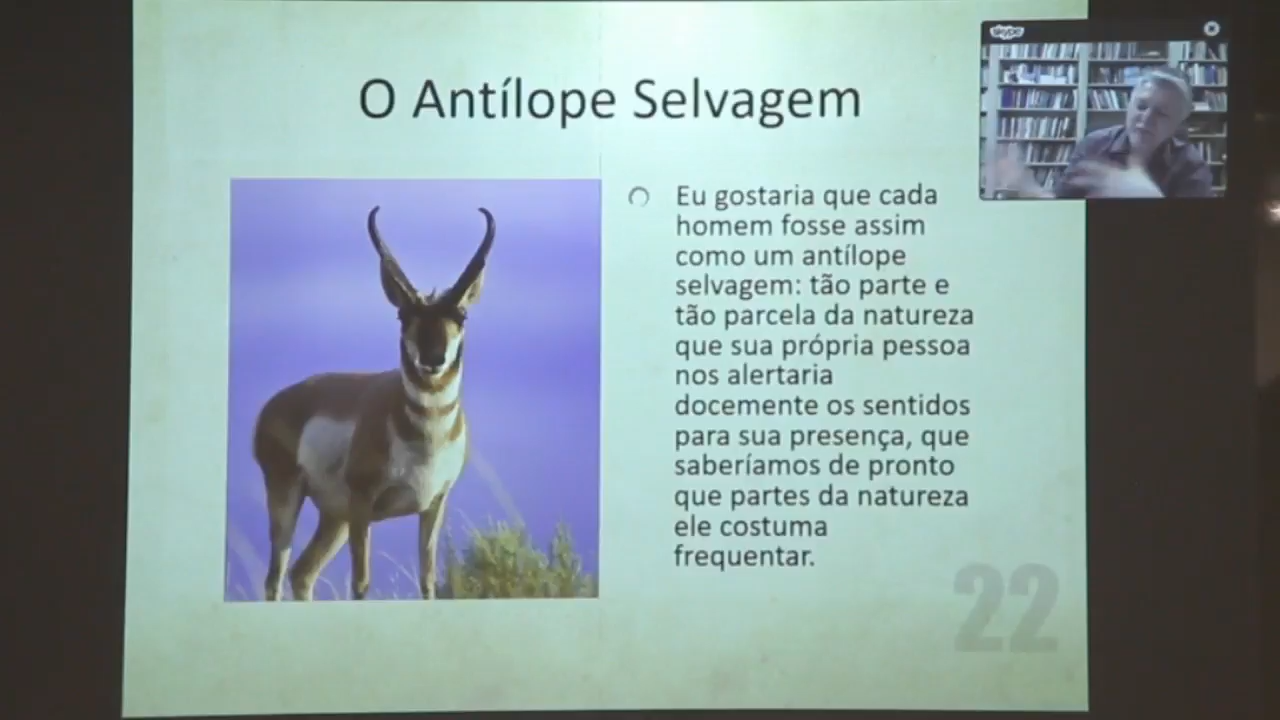 O Antílope Selvagem
skype
Eu gostaria que cada
homem fosse assim
como um antílope
selvagem: tão parte e
tão parcela da natureza
que sua própria pessoa
nos alertaria
docemente os sentidos
para sua presença, que
saberíamos de pronto
que partes da natureza
ele costuma
frequentar.
22